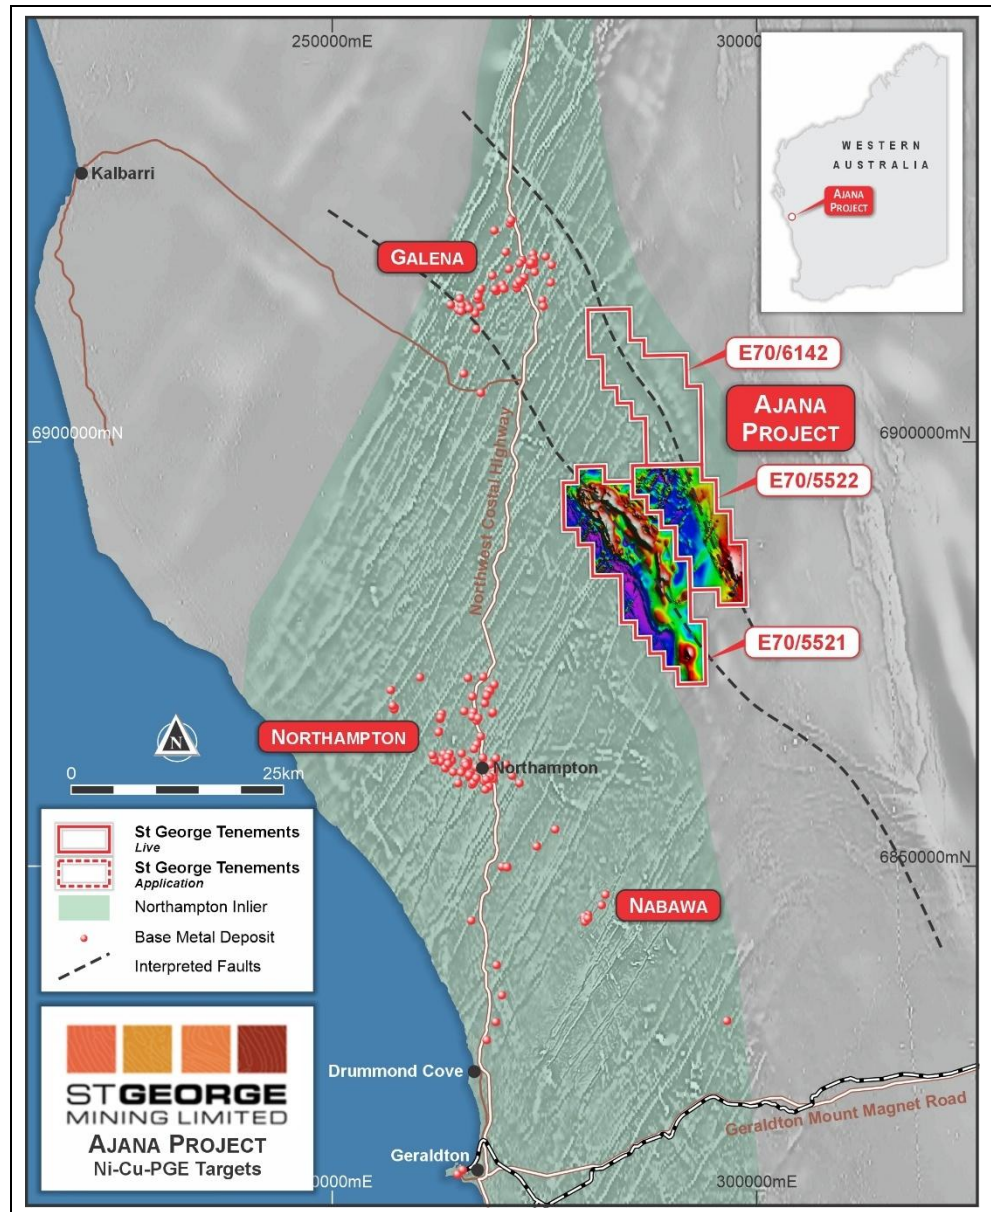 250000mE
300000mE
WESTERN
AUSTRALIA
AJANA
PROJECT
Kalbarri
GALENA
E70/6142
AJANA
PROJECT
6900000mN
6900000mN
E70/5522
Northwest Costal Highway
E70/5521
NORTHAMPTON
N
Northampton
0
25km
St George Tenements
Live
St George Tenements
Application
Northampton Inlier
Base Metal Deposit
Interpreted Faults
6850000mN
NABAWA
STGEORGE
MINING LIMITED
AJANA PROJECT
Ni-Cu-PGE Targets
Drummond Cove
Geraldton Mount Magnet Road
Geraldton
300000mE